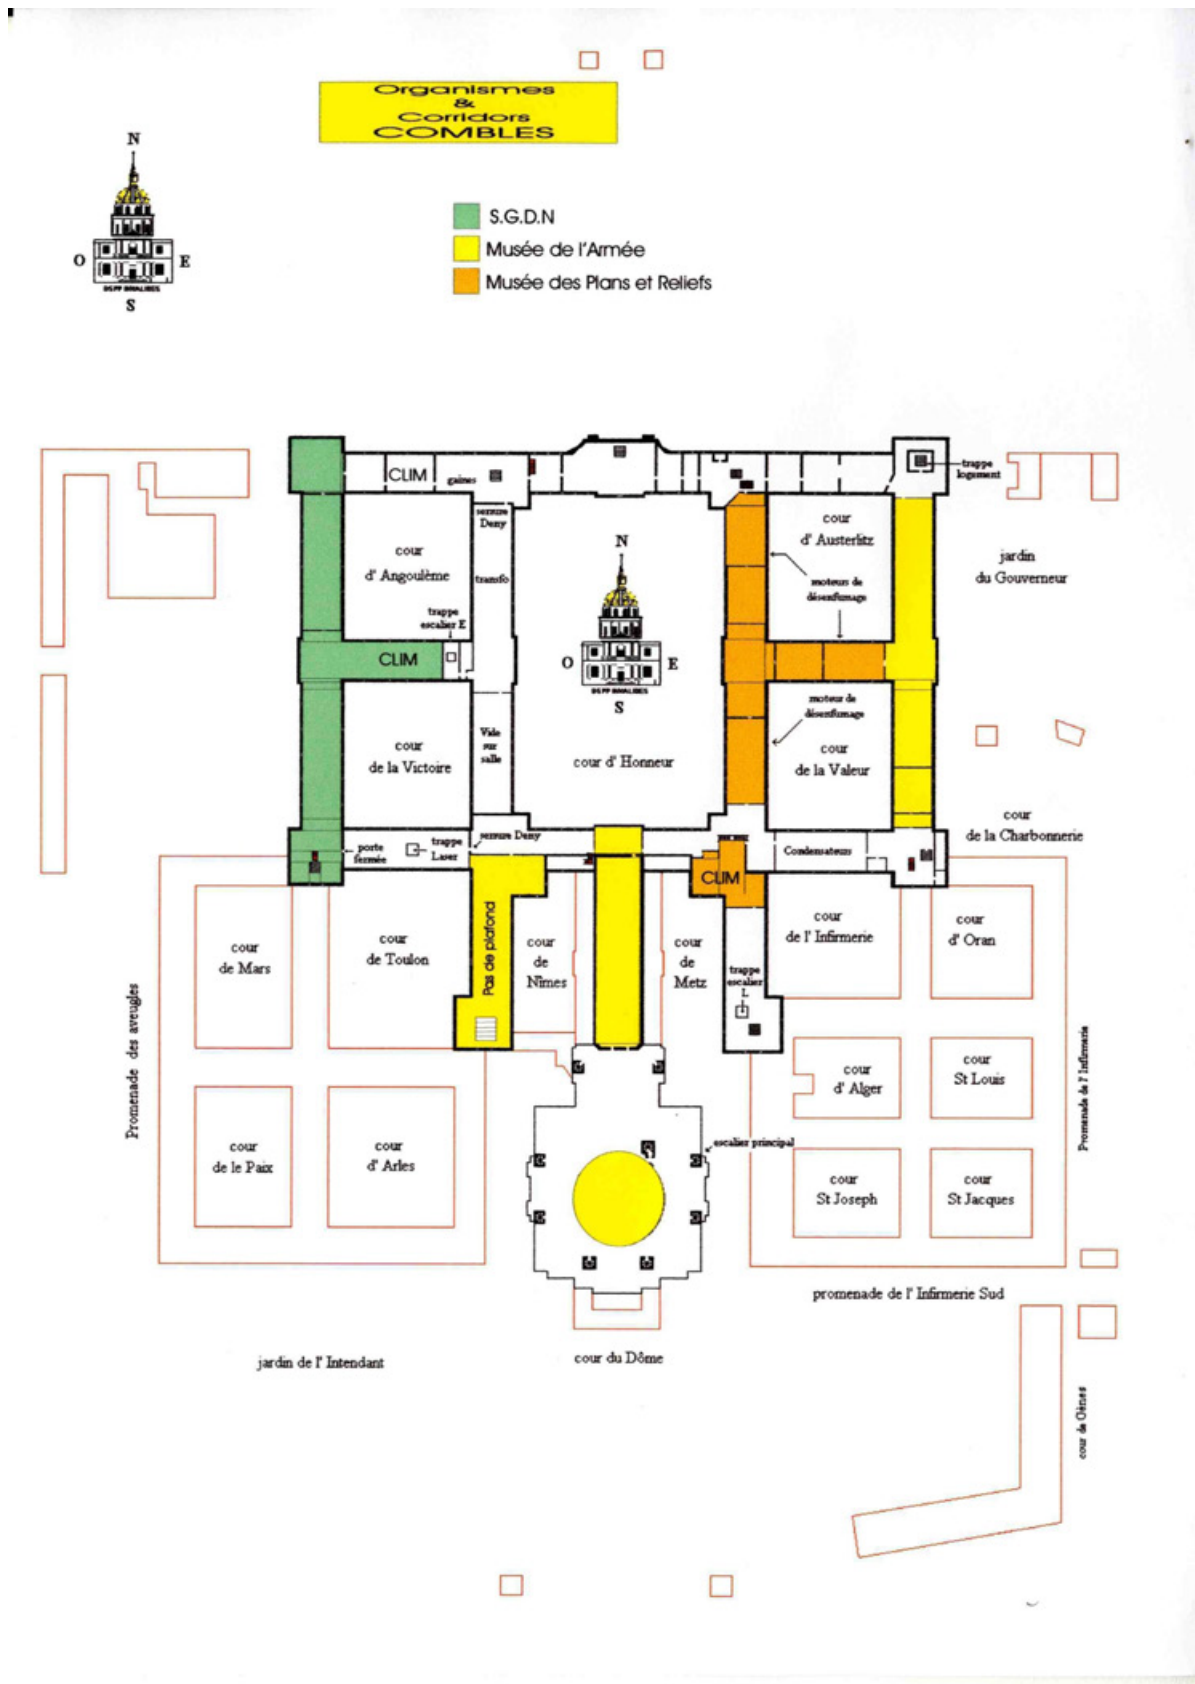 Organismes
&
Corridors
COMBLES
N
O
E
S
S.G.D.N
Musée de l'Armée
Musée des Plans et Reliefs
CLIM
gaines
trappe
logement
serrure
Deny
cour
d' Angoulème
transfo
trappe
escalier E
CLIM
N
O
E
S
cour
d' Austerlitz
moteurs de
désenfumage
jardin
du Gouverneur
moteur de
désenfumage
cour
de la Victoire
Vide
sur
salle
cour d' Honneur
cour
de la Valeur
cour
de la Charbonnerie
porte
fermée
trappe
Laser
serrure Deny
Condensateurs
CLIM
Pas de plafond
cour
de Mars
cour
de Toulon
cour
de
Nîmes
cour
de
Metz
trappe
escalier
L
cour
de l' Infirmerie
cour
d' Oran
Promenade des aveugles
cour
d' Alger
cour
St Louis
Promenade de l' Infirmerie
cour
de le Paix
cour
d' Arles
escalier principal
cour
St Joseph
cour
St Jacques
promenade de l' Infirmerie Sud
jardin de l' Intendant
cour du Dôme
cour de Gènes